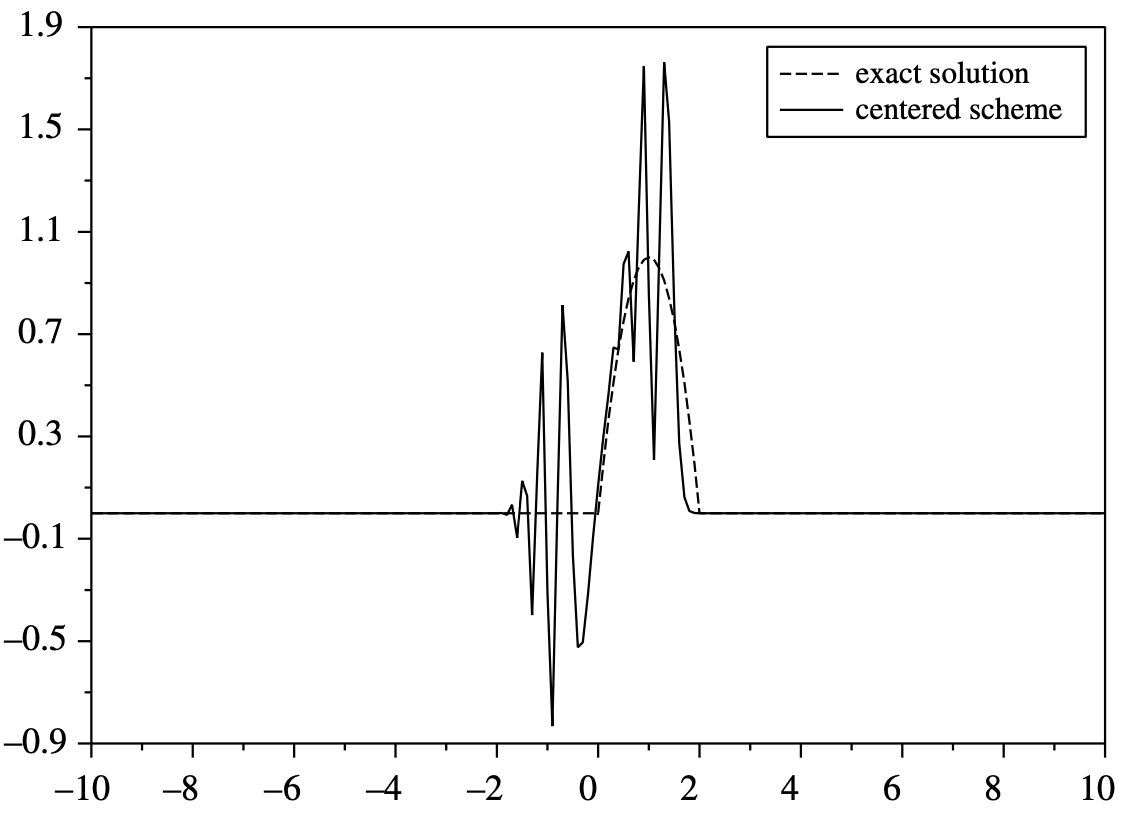 1.9
exact solution
centered scheme
1.5
1.1
0.7
0.3
–0.1
–0.5
–0.9
–10 –8 –6 –4 –2 0 2 4 6 8 10